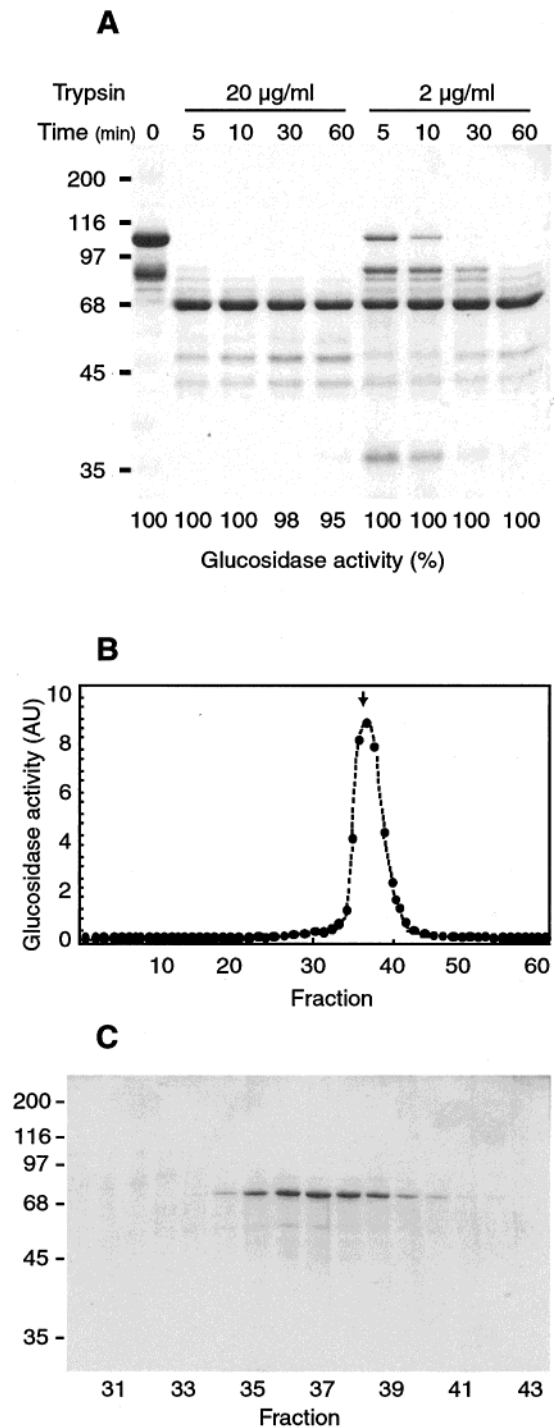 A
Trypsin 20 µg/ml 2 µg/ml
Time (min) 0 5 10 30 60 5 10 30 60
200
116
97
68
45
35
100 100 100 98 95 100 100 100 100
Glucosidase activity (%)
B
Glucosidase activity (AU)
10
8
6
4
2
0
10 20 30 40 50 60
Fraction
C
200
116
97
68
45
35
31 33 35 37 39 41 43
Fraction